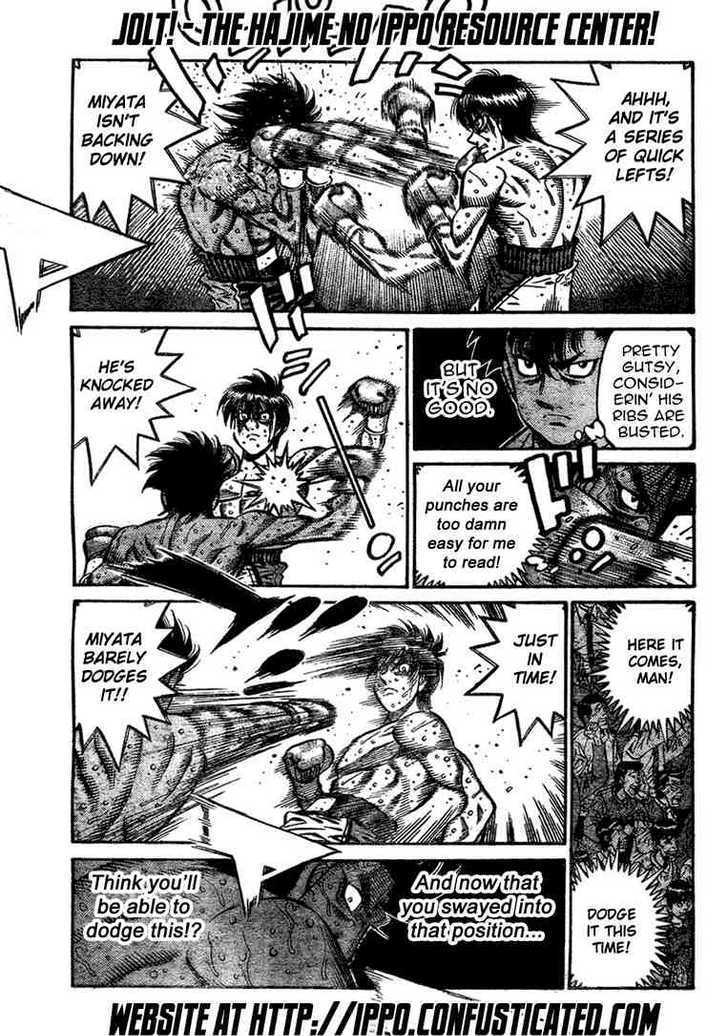 JOLT! - THE HAJIME NO IPPO RESOURCE CENTER!
AHHH,
AND IT'S
A SERIES
OF QUICK
LEFTS!
MIYATA
ISN'T
BACKING
DOWN!
PRETTY
GUTSY,
CONSID-
ERIN' HIS
RIBS ARE
BUSTED.
BUT
IT'S NO
GOOD.
All your
punches are
too damn
easy for me
to read!
HE'S
KNOCKED
AWAY!
HERE IT
COMES,
MAN!
DODGE
IT THIS
TIME!
JUST
IN TIME!
MIYATA
BARELY
DODGES
IT!!
And now that
you swayed into
that position...
Think you'll
be able to
dodge this!?
WEBSITE AT HTTP://IPPO.CONFUSTICATED.COM